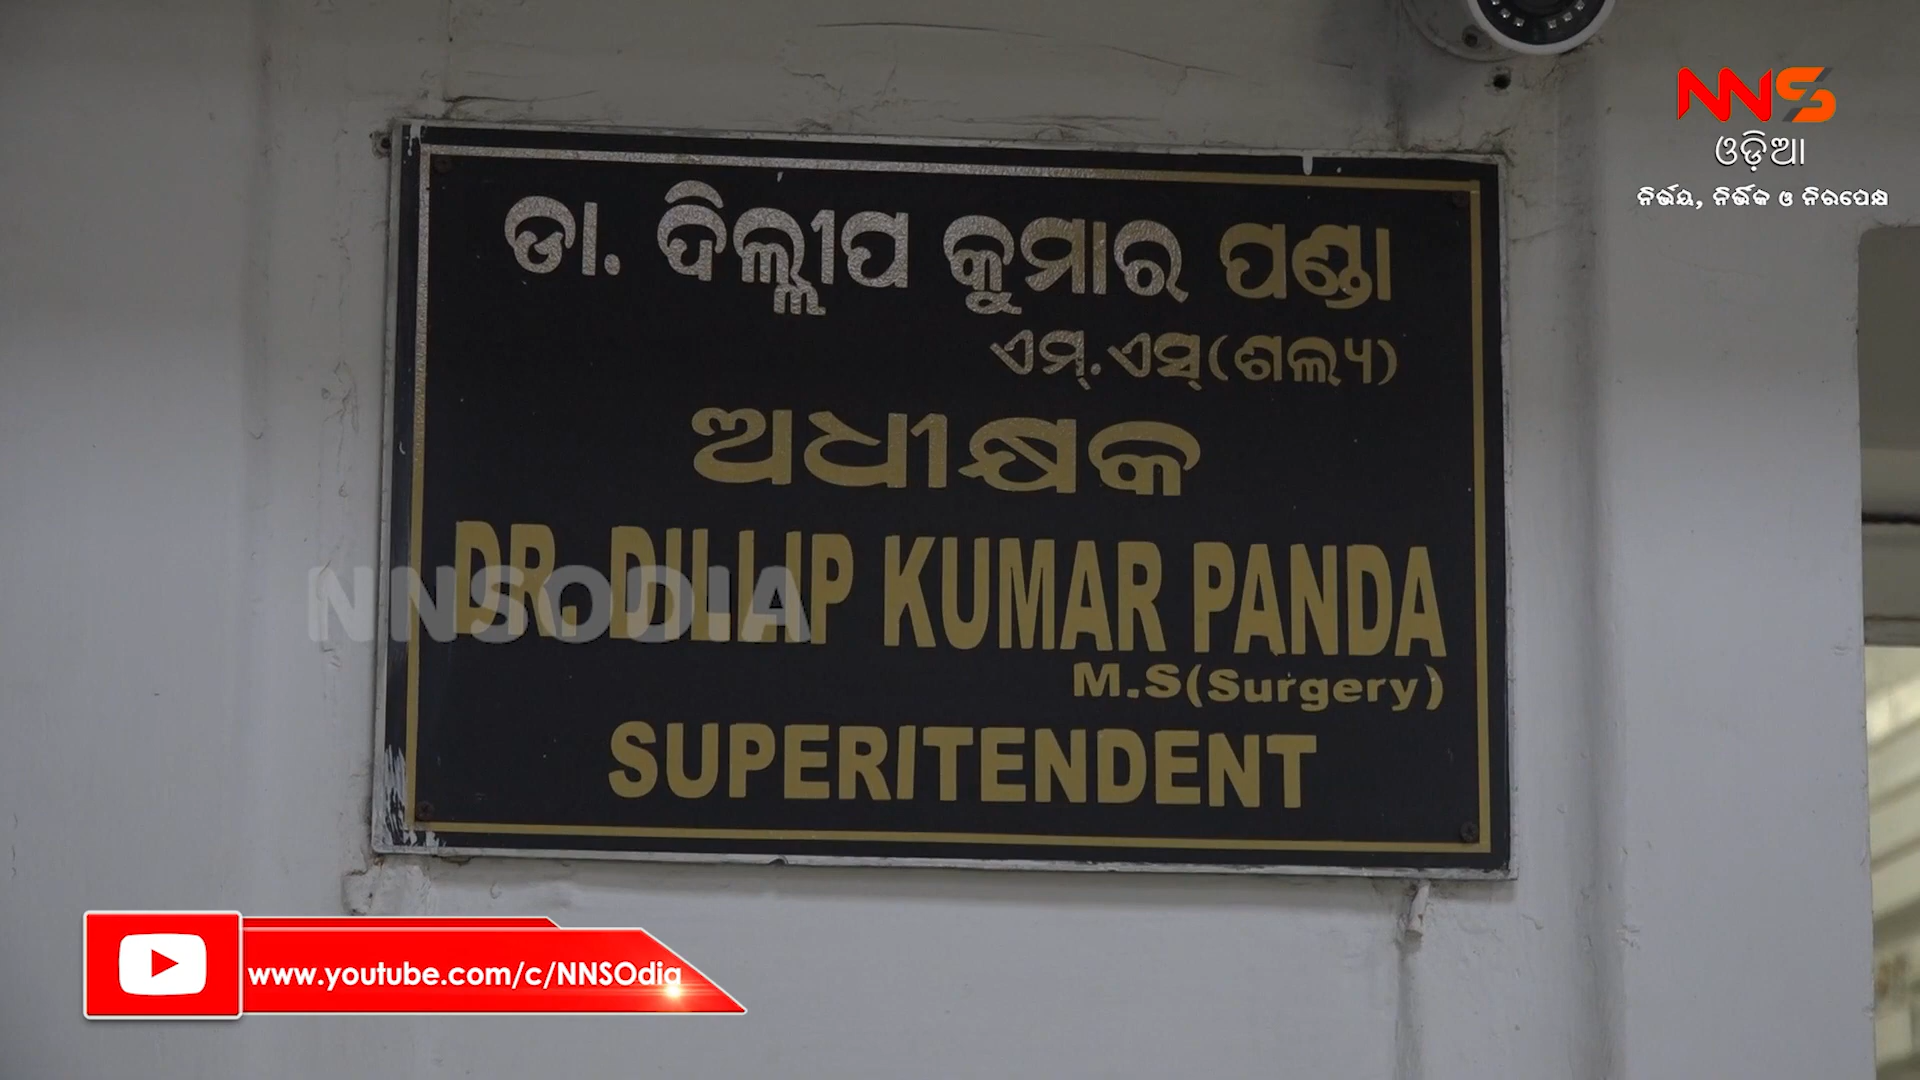 NNS
ଓଡ଼ିଆ
ନିର୍ଭୟ, ନିର୍ଭିକ ଓ ନିରପେକ୍ଷ
ଡା. ଦିଲ୍ଲୀପ କୁମାର ପଣ୍ଡା
ଏମ୍.ଏସ୍(ଶଲ୍ୟ)
ଅଧୀକ୍ଷକ
DR. DILLIP KUMAR PANDA
M.S(Surgery)
SUPERITENDENT
NNSODIA
www.youtube.com/c/NNSOdia